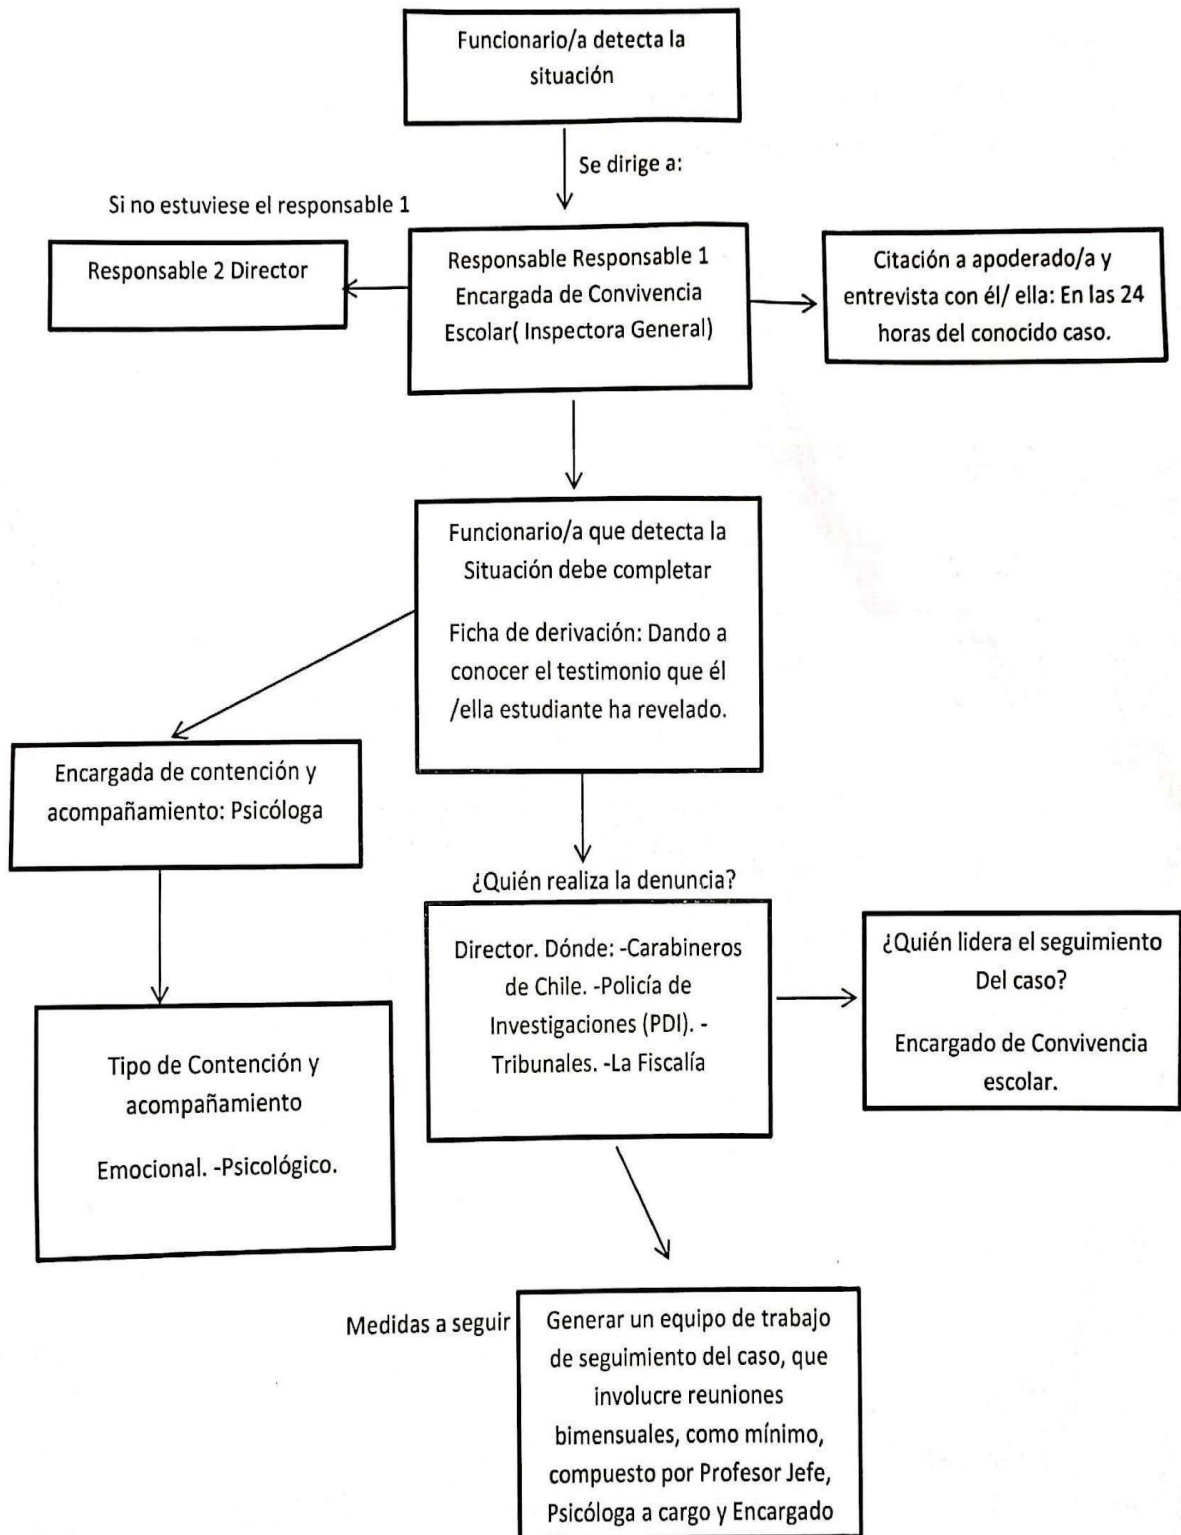 Funcionario/a detecta la
situación
Se dirige a:
Si no estuviese el responsable 1
Responsable 2 Director
Responsable Responsable 1
Encargada de Convivencia
Escolar( Inspectora General)
Citación a apoderado/a y
entrevista con él/ ella: En las 24
horas del conocido caso.
Funcionario/a que detecta la
Situación debe completar
Ficha de derivación: Dando a
conocer el testimonio que él
/ella estudiante ha revelado.
Encargada de contención y
acompañamiento: Psicóloga
Tipo de Contención y
acompañamiento
Emocional. -Psicológico.
¿Quién realiza la denuncia?
Director. Dónde: -Carabineros
de Chile. -Policía de
Investigaciones (PDI). -
Tribunales. -La Fiscalía
¿Quién lidera el seguimiento
Del caso?
Encargado de Convivencia
escolar.
Medidas a seguir
Generar un equipo de trabajo
de seguimiento del caso, que
involucre reuniones
bimensuales, como mínimo,
compuesto por Profesor Jefe,
Psicóloga a cargo y Encargado